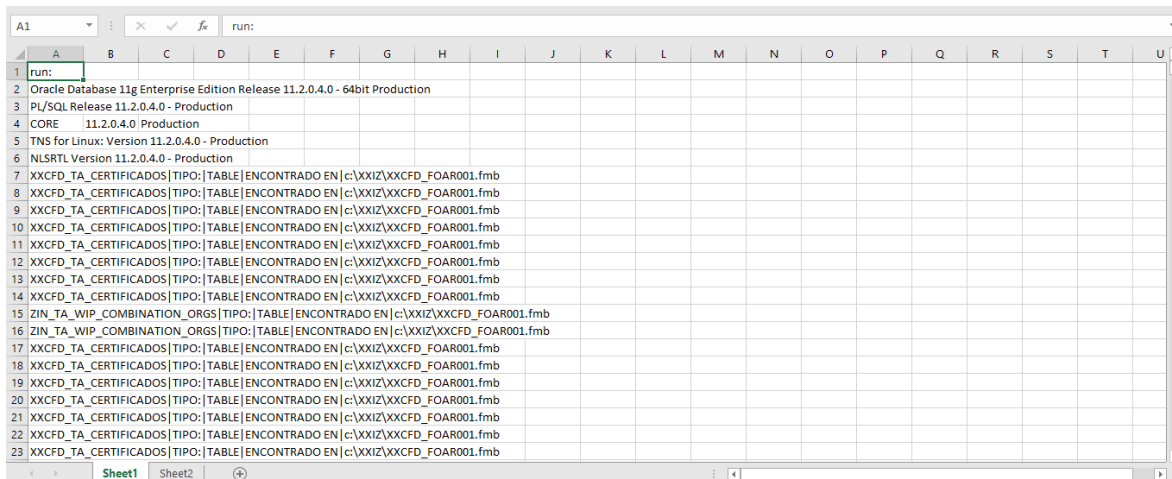 A1 fx run:
A B C D E F G H I J K L M N O P Q R S T U
1 run:
2 Oracle Database 11g Enterprise Edition Release 11.2.0.4.0 - 64bit Production
3 PL/SQL Release 11.2.0.4.0 - Production
4 CORE 11.2.0.4.0 Production
5 TNS for Linux: Version 11.2.0.4.0 - Production
6 NLSRTL Version 11.2.0.4.0 - Production
7 XXCFD_TA_CERTIFICADOS|TIPO:|TABLE|ENCONTRADO EN|c:\XXIZ\XXCFD_FOAR001.fmb
8 XXCFD_TA_CERTIFICADOS|TIPO:|TABLE|ENCONTRADO EN|c:\XXIZ\XXCFD_FOAR001.fmb
9 XXCFD_TA_CERTIFICADOS|TIPO:|TABLE|ENCONTRADO EN|c:\XXIZ\XXCFD_FOAR001.fmb
10 XXCFD_TA_CERTIFICADOS|TIPO:|TABLE|ENCONTRADO EN|c:\XXIZ\XXCFD_FOAR001.fmb
11 XXCFD_TA_CERTIFICADOS|TIPO:|TABLE|ENCONTRADO EN|c:\XXIZ\XXCFD_FOAR001.fmb
12 XXCFD_TA_CERTIFICADOS|TIPO:|TABLE|ENCONTRADO EN|c:\XXIZ\XXCFD_FOAR001.fmb
13 XXCFD_TA_CERTIFICADOS|TIPO:|TABLE|ENCONTRADO EN|c:\XXIZ\XXCFD_FOAR001.fmb
14 XXCFD_TA_CERTIFICADOS|TIPO:|TABLE|ENCONTRADO EN|c:\XXIZ\XXCFD_FOAR001.fmb
15 ZIN_TA_WIP_COMBINATION_ORGS|TIPO:|TABLE|ENCONTRADO EN|c:\XXIZ\XXCFD_FOAR001.fmb
16 ZIN_TA_WIP_COMBINATION_ORGS|TIPO:|TABLE|ENCONTRADO EN|c:\XXIZ\XXCFD_FOAR001.fmb
17 XXCFD_TA_CERTIFICADOS|TIPO:|TABLE|ENCONTRADO EN|c:\XXIZ\XXCFD_FOAR001.fmb
18 XXCFD_TA_CERTIFICADOS|TIPO:|TABLE|ENCONTRADO EN|c:\XXIZ\XXCFD_FOAR001.fmb
19 XXCFD_TA_CERTIFICADOS|TIPO:|TABLE|ENCONTRADO EN|c:\XXIZ\XXCFD_FOAR001.fmb
20 XXCFD_TA_CERTIFICADOS|TIPO:|TABLE|ENCONTRADO EN|c:\XXIZ\XXCFD_FOAR001.fmb
21 XXCFD_TA_CERTIFICADOS|TIPO:|TABLE|ENCONTRADO EN|c:\XXIZ\XXCFD_FOAR001.fmb
22 XXCFD_TA_CERTIFICADOS|TIPO:|TABLE|ENCONTRADO EN|c:\XXIZ\XXCFD_FOAR001.fmb
23 XXCFD_TA_CERTIFICADOS|TIPO:|TABLE|ENCONTRADO EN|c:\XXIZ\XXCFD_FOAR001.fmb
Sheet1 Sheet2